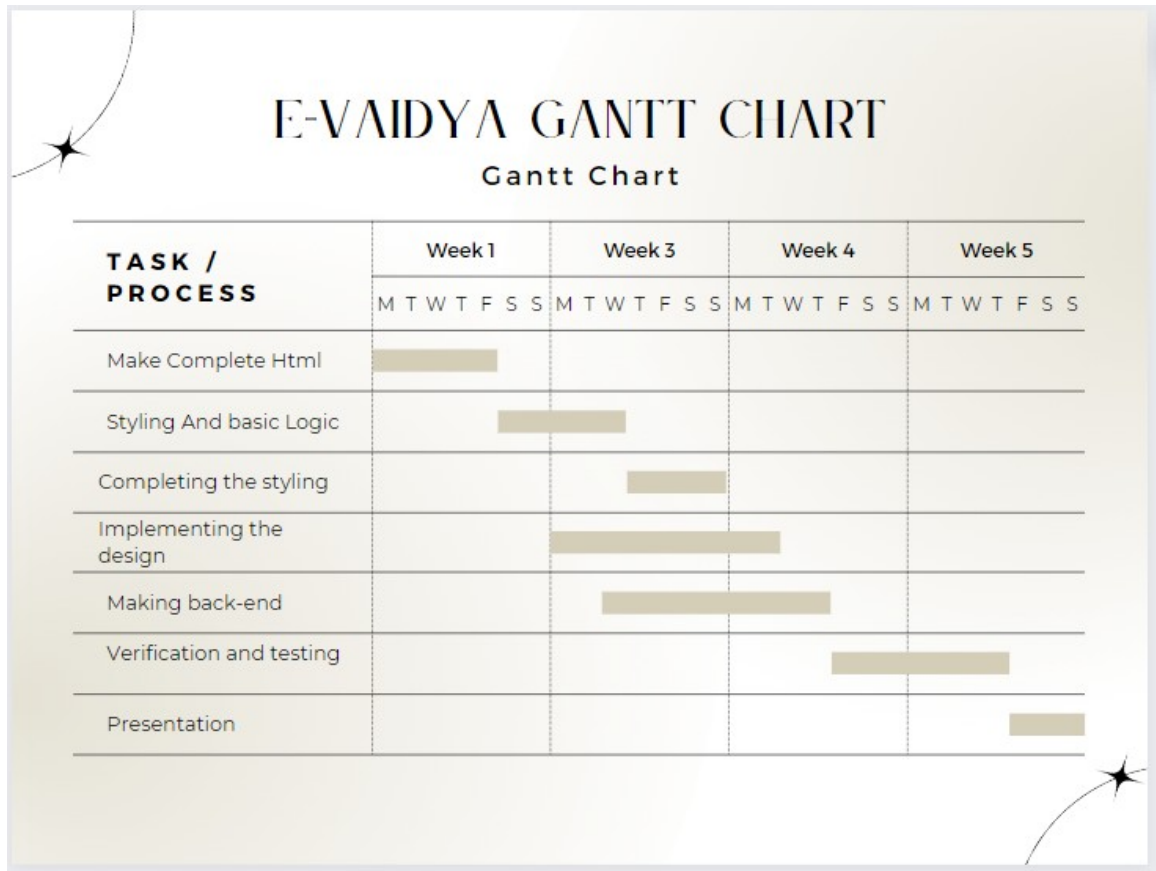 E-VAIDYA GANTT CHART
Gantt Chart
TASK /
PROCESS
Week 1 Week 3 Week 4 Week 5
M T W T F S S M T W T F S S M T W T F S S M T W T F S S
Make Complete Html
Styling And basic Logic
Completing the styling
Implementing the
design
Making back-end
Verification and testing
Presentation